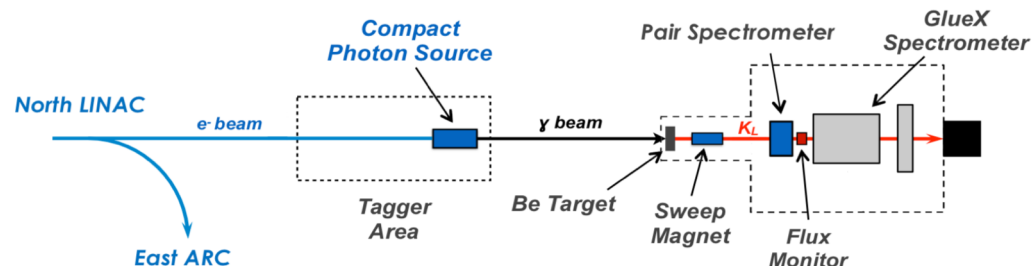 GlueX
Spectrometer
Pair Spectrometer
Compact
Photon Source
North LINAC
e- beam
ɣ beam
KL
Be Target
Tagger
Area
Sweep
Magnet
Flux
Monitor
East ARC